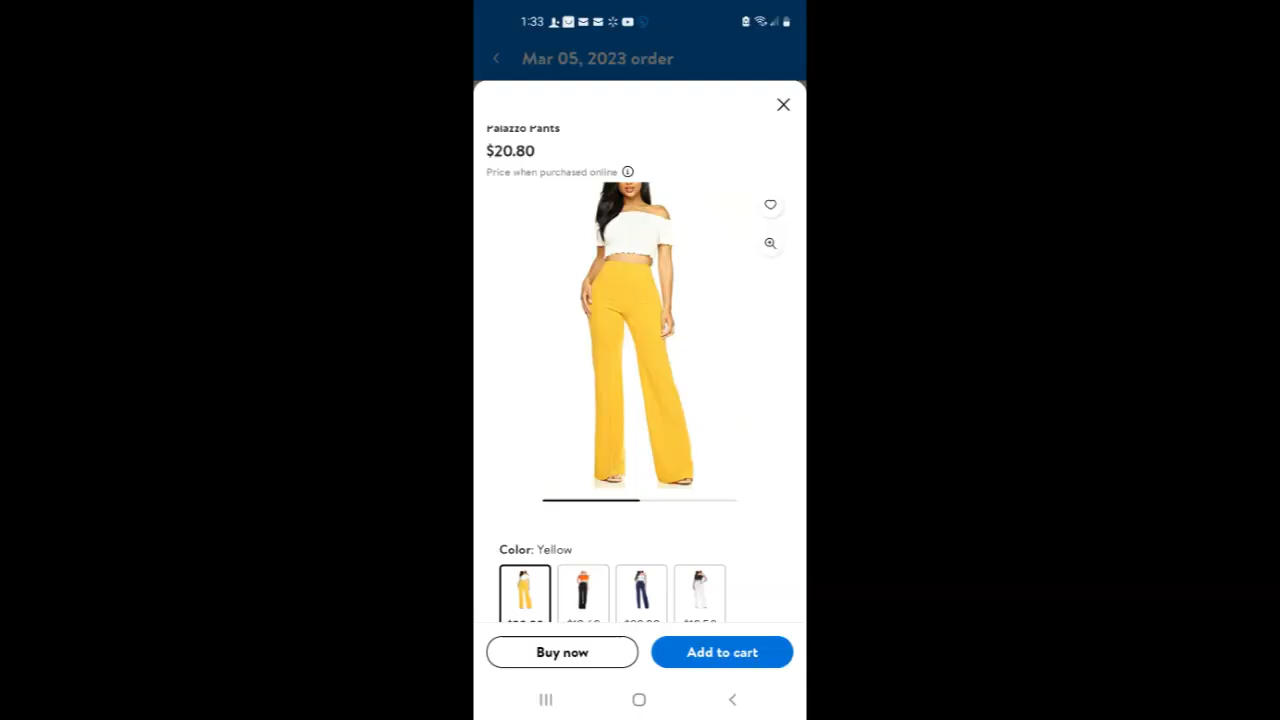 1:33
Mar 05, 2023 order
Palazzo Pants
$20.80
Price when purchased online
Color: Yellow
Buy now
Add to cart